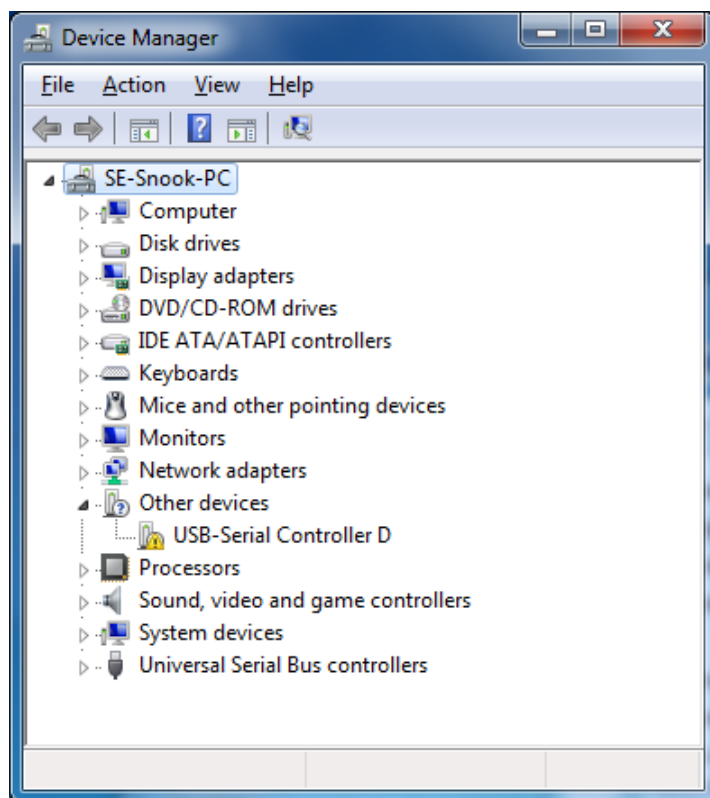 Device Manager
File Action View Help
SE-Snook-PC
Computer
Disk drives
Display adapters
DVD/CD-ROM drives
IDE ATA/ATAPI controllers
Keyboards
Mice and other pointing devices
Monitors
Network adapters
Other devices
USB-Serial Controller D
Processors
Sound, video and game controllers
System devices
Universal Serial Bus controllers